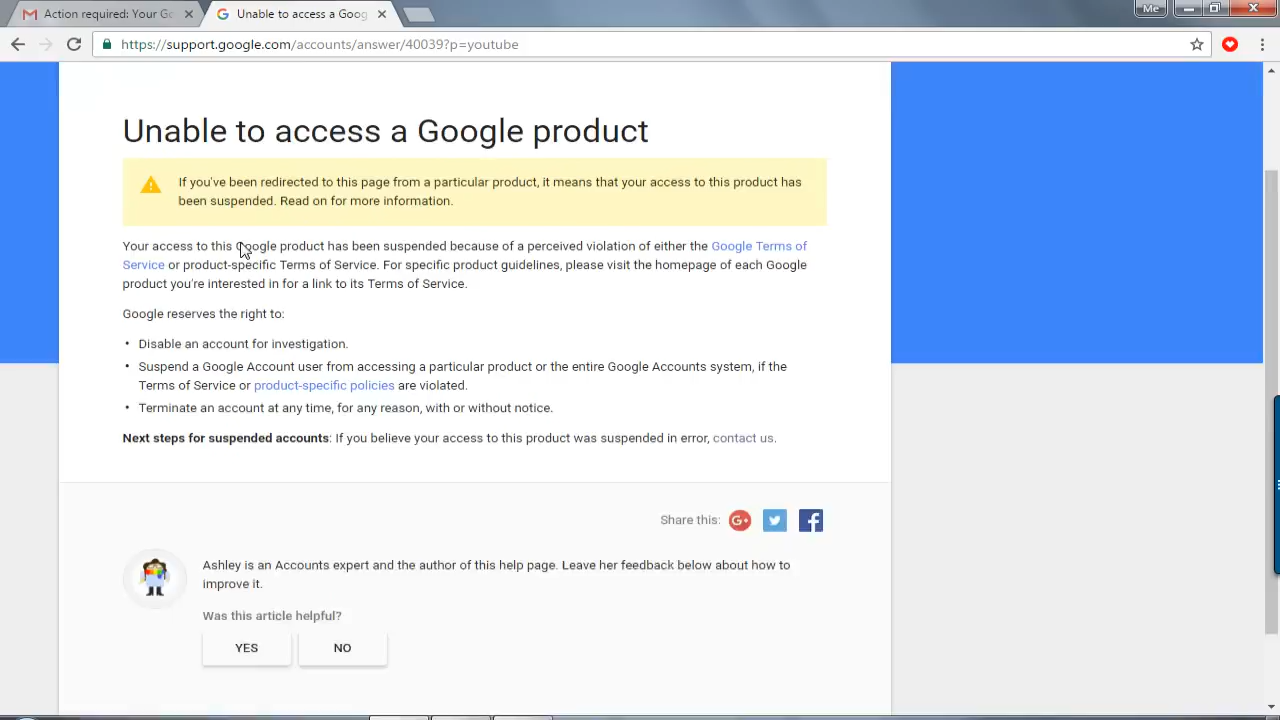 Action required: Your Go
Unable to access a Goog
Me
https://support.google.com/accounts/answer/40039?p=youtube
Unable to access a Google product
If you've been redirected to this page from a particular product, it means that your access to this product has
been suspended. Read on for more information.
Your access to this Google product has been suspended because of a perceived violation of either the Google Terms of
Service or product-specific Terms of Service. For specific product guidelines, please visit the homepage of each Google
product you're interested in for a link to its Terms of Service.
Google reserves the right to:
• Disable an account for investigation.
• Suspend a Google Account user from accessing a particular product or the entire Google Accounts system, if the
Terms of Service or product-specific policies are violated.
• Terminate an account at any time, for any reason, with or without notice.
Next steps for suspended accounts: If you believe your access to this product was suspended in error, contact us.
Share this:
Ashley is an Accounts expert and the author of this help page. Leave her feedback below about how to
improve it.
Was this article helpful?
YES NO